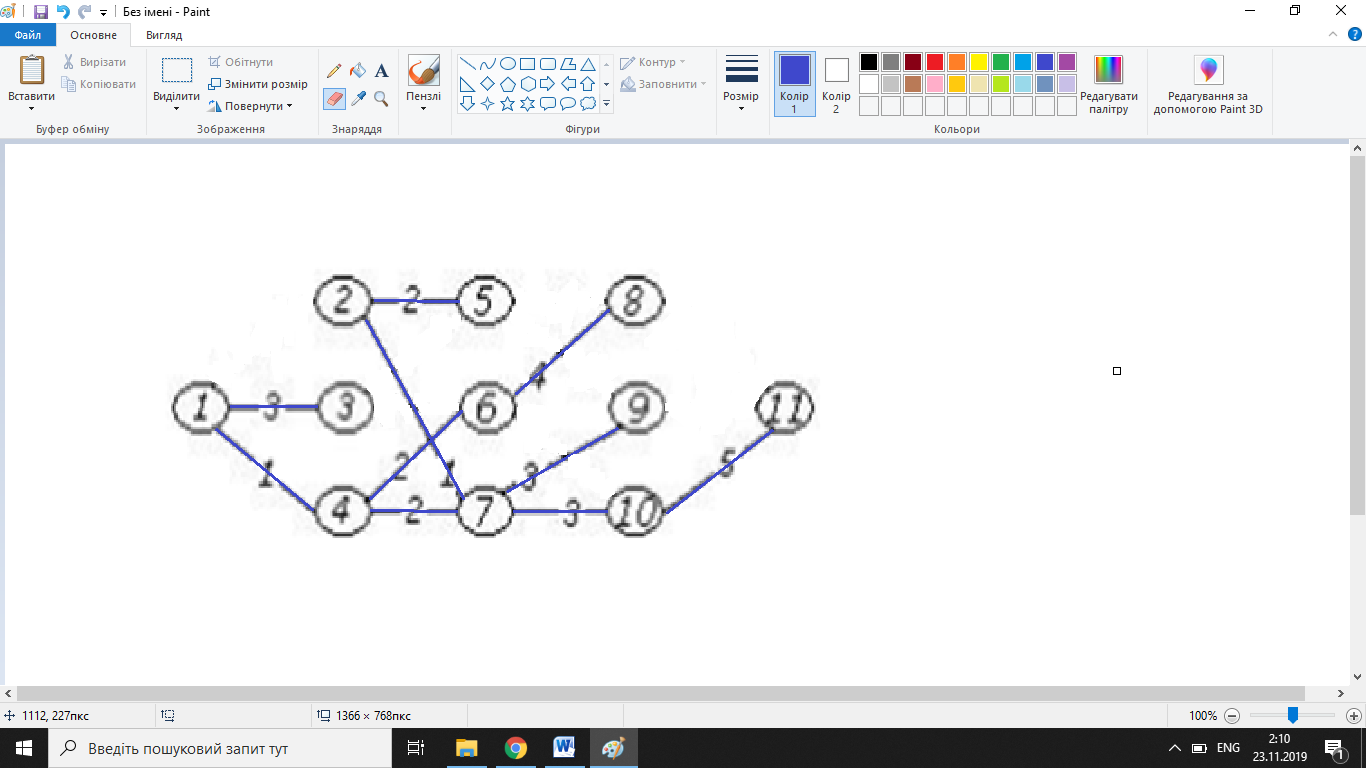 Без імені - Paint
Файл
Основне
Вигляд
Вставити
Вирізати
Копіювати
Буфер обміну
Виділити
Обітнути
Змінити розмір
Повернути
Зображення
A
Знаряддя
Пензлі
Контур
Заповнити
Фігури
Розмір
Колір
1
Колір
2
Редагувати
палітру
Кольори
Редагування за
допомогою Paint 3D
2 2 5 8
4
1 3 3 6 9 11
1 2 1 3 5
4 2 7 3 10
1112, 227пкс
1366 × 768пкс
100%
Введіть пошуковий запит тут
ENG
2:10
23.11.2019
1